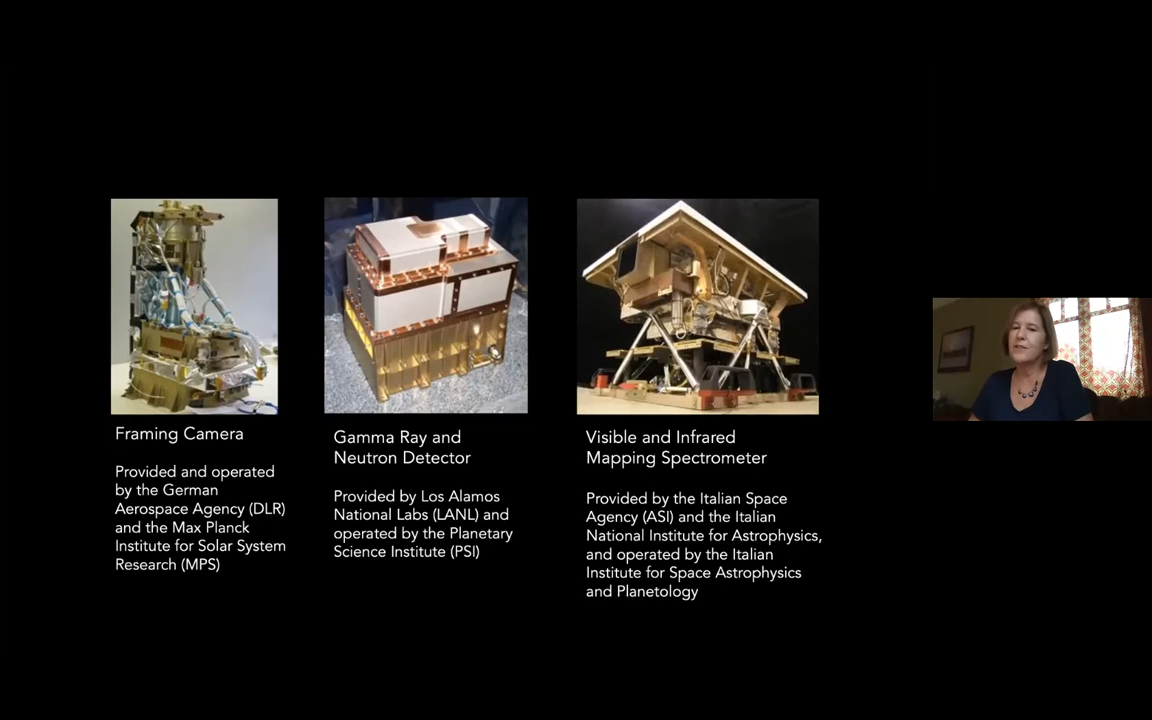 Framing Camera
Provided and operated
by the German
Aerospace Agency (DLR)
and the Max Planck
Institute for Solar System
Research (MPS)
Gamma Ray and
Neutron Detector
Provided by Los Alamos
National Labs (LANL) and
operated by the Planetary
Science Institute (PSI)
Visible and Infrared
Mapping Spectrometer
Provided by the Italian Space
Agency (ASI) and the Italian
National Institute for Astrophysics,
and operated by the Italian
Institute for Space Astrophysics
and Planetology